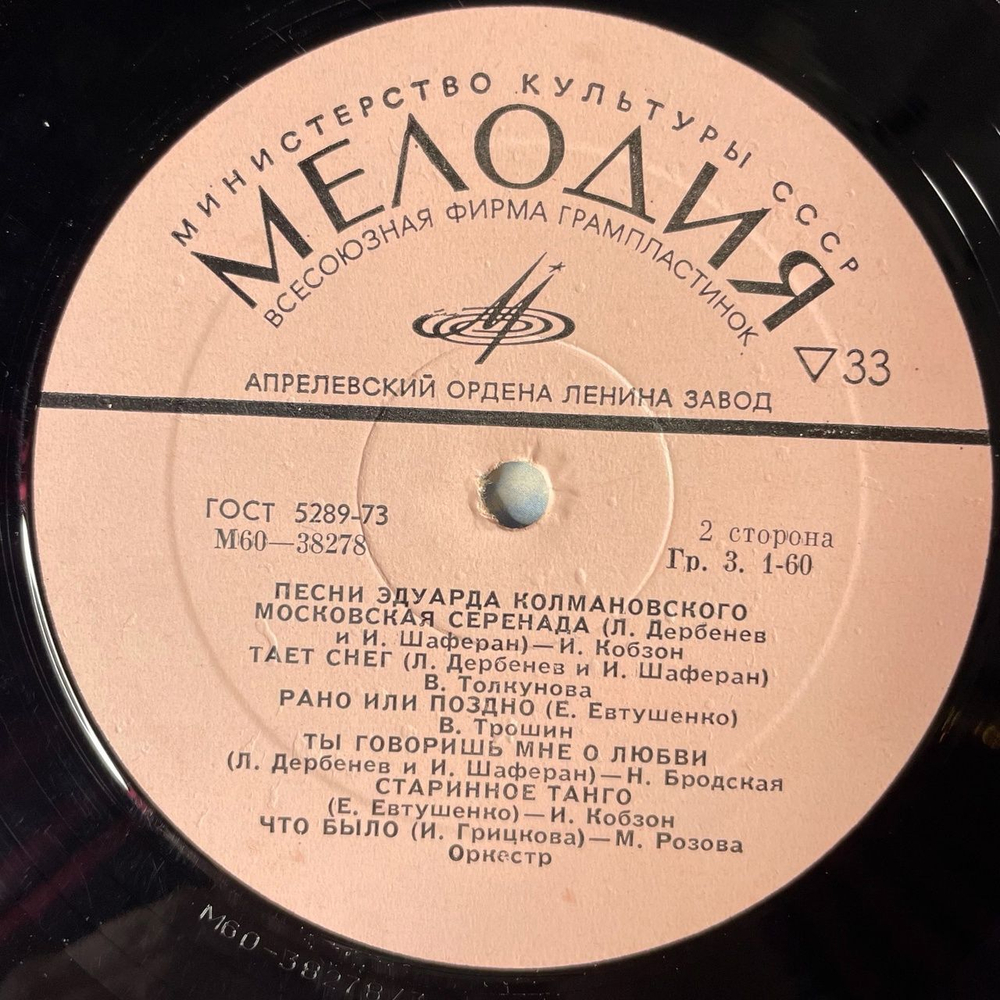 МИНИСТЕРСТВО КУЛЬТУРЫ СССР
МЕЛОДИЯ
ВСЕСОЮЗНАЯ ФИРМА ГРАМПЛАСТИНОК
▽33
АПРЕЛЕВСКИЙ ОРДЕНА ЛЕНИНА ЗАВОД
ГОСТ 5289-73
М60—38278
2 сторона
Гр. 3. 1-60
ПЕСНИ ЭДУАРДА КОЛМАНОВСКОГО
МОСКОВСКАЯ СЕРЕНАДА (Л. Дербенев
и И. Шаферан)—И. Кобзон
ТАЕТ СНЕГ (Л. Дербенев и И. Шаферан)
В. Толкунова
РАНО ИЛИ ПОЗДНО (Е. Евтушенко)
В. Трошин
ТЫ ГОВОРИШЬ МНЕ О ЛЮБВИ
(Л. Дербенев и И. Шаферан)—Н. Бродская
СТАРИННОЕ ТАНГО
(Е. Евтушенко)—И. Кобзон
ЧТО БЫЛО (И. Грицкова)—М. Розова
Оркестр